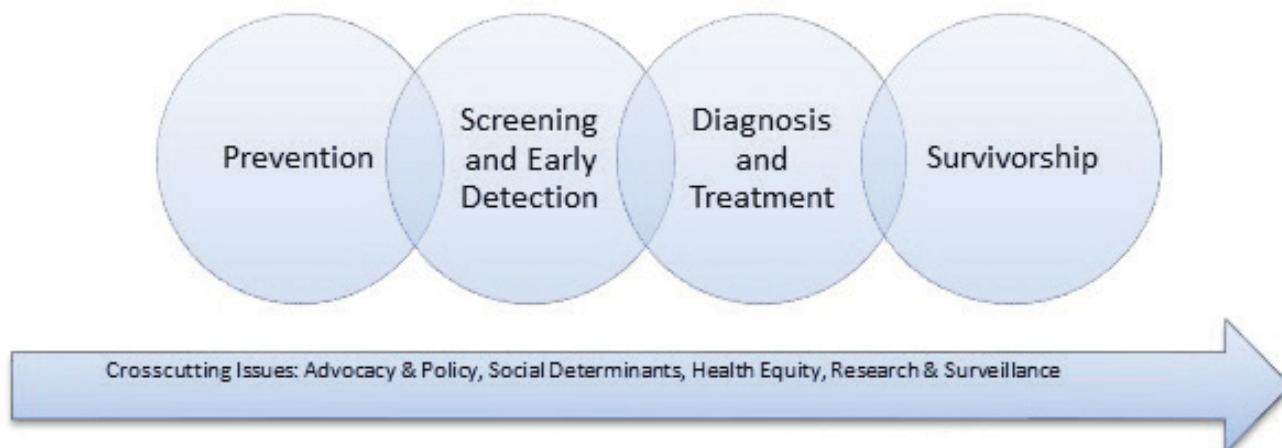 Prevention
Screening
and Early
Detection
Diagnosis
and
Treatment
Survivorship
Crosscutting Issues: Advocacy & Policy, Social Determinants, Health Equity, Research & Surveillance